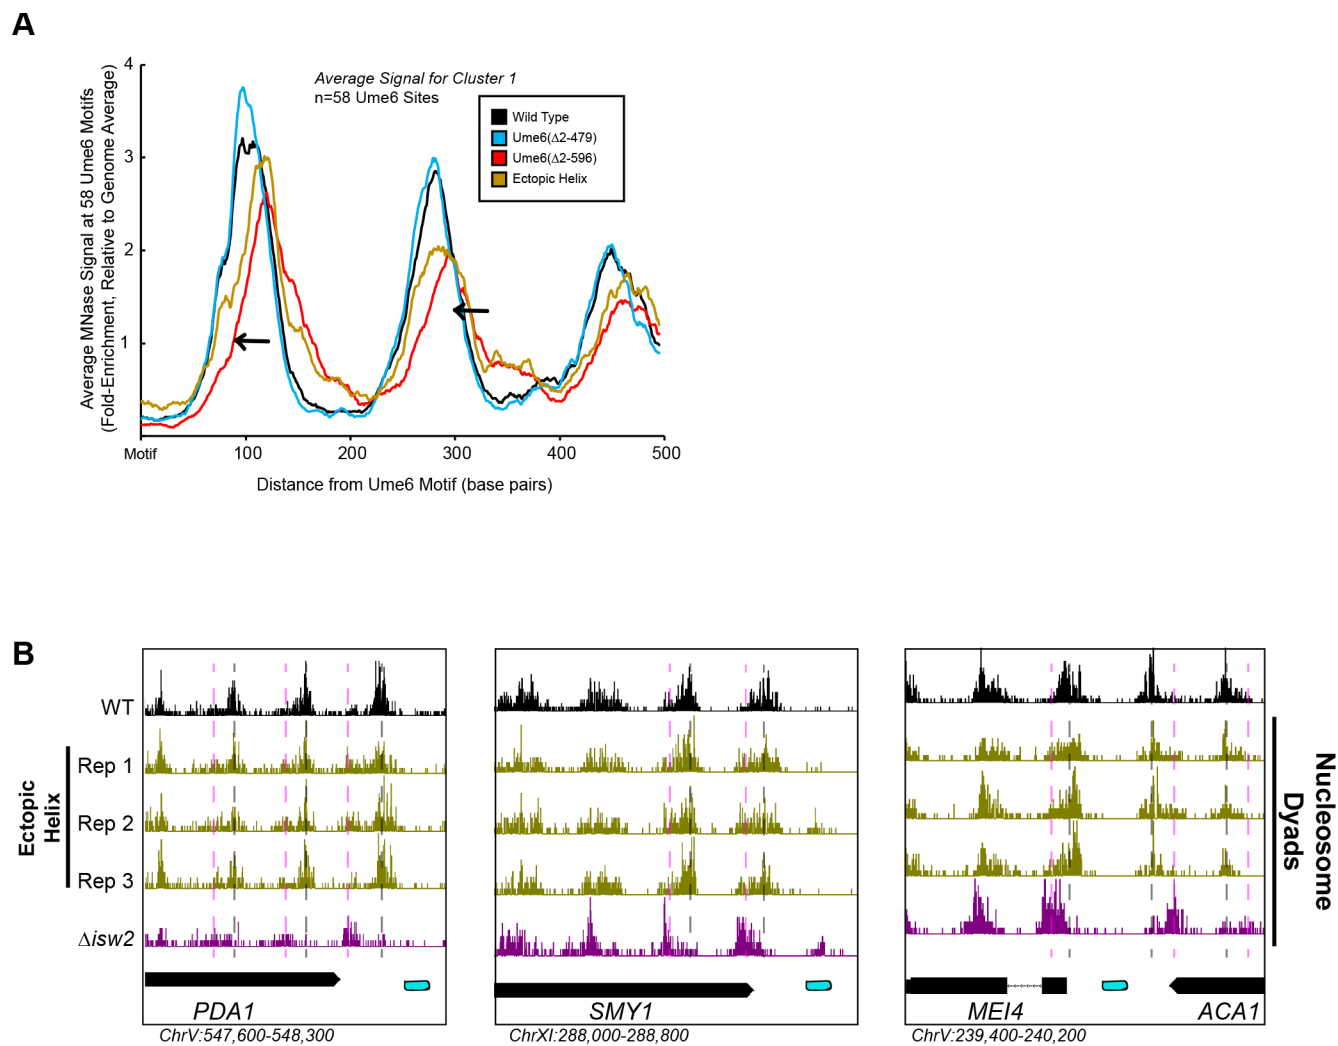 A
Average Signal for Cluster 1
n=58 Ume6 Sites
Wild Type
Ume6(Δ2-479)
Ume6(Δ2-596)
Ectopic Helix
Average MNase Signal at 58 Ume6 Motifs
(Fold-Enrichment, Relative to Genome Average)
4
3
2
1
Motif
100
200
300
400
500
Distance from Ume6 Motif (base pairs)
B
WT
Rep 1
Rep 2
Rep 3
Ectopic
Helix
Δisw2
Nucleosome
Dyads
PDA1
SMY1
MEI4
ACA1
ChrV:547,600-548,300
ChrXI:288,000-288,800
ChrV:239,400-240,200